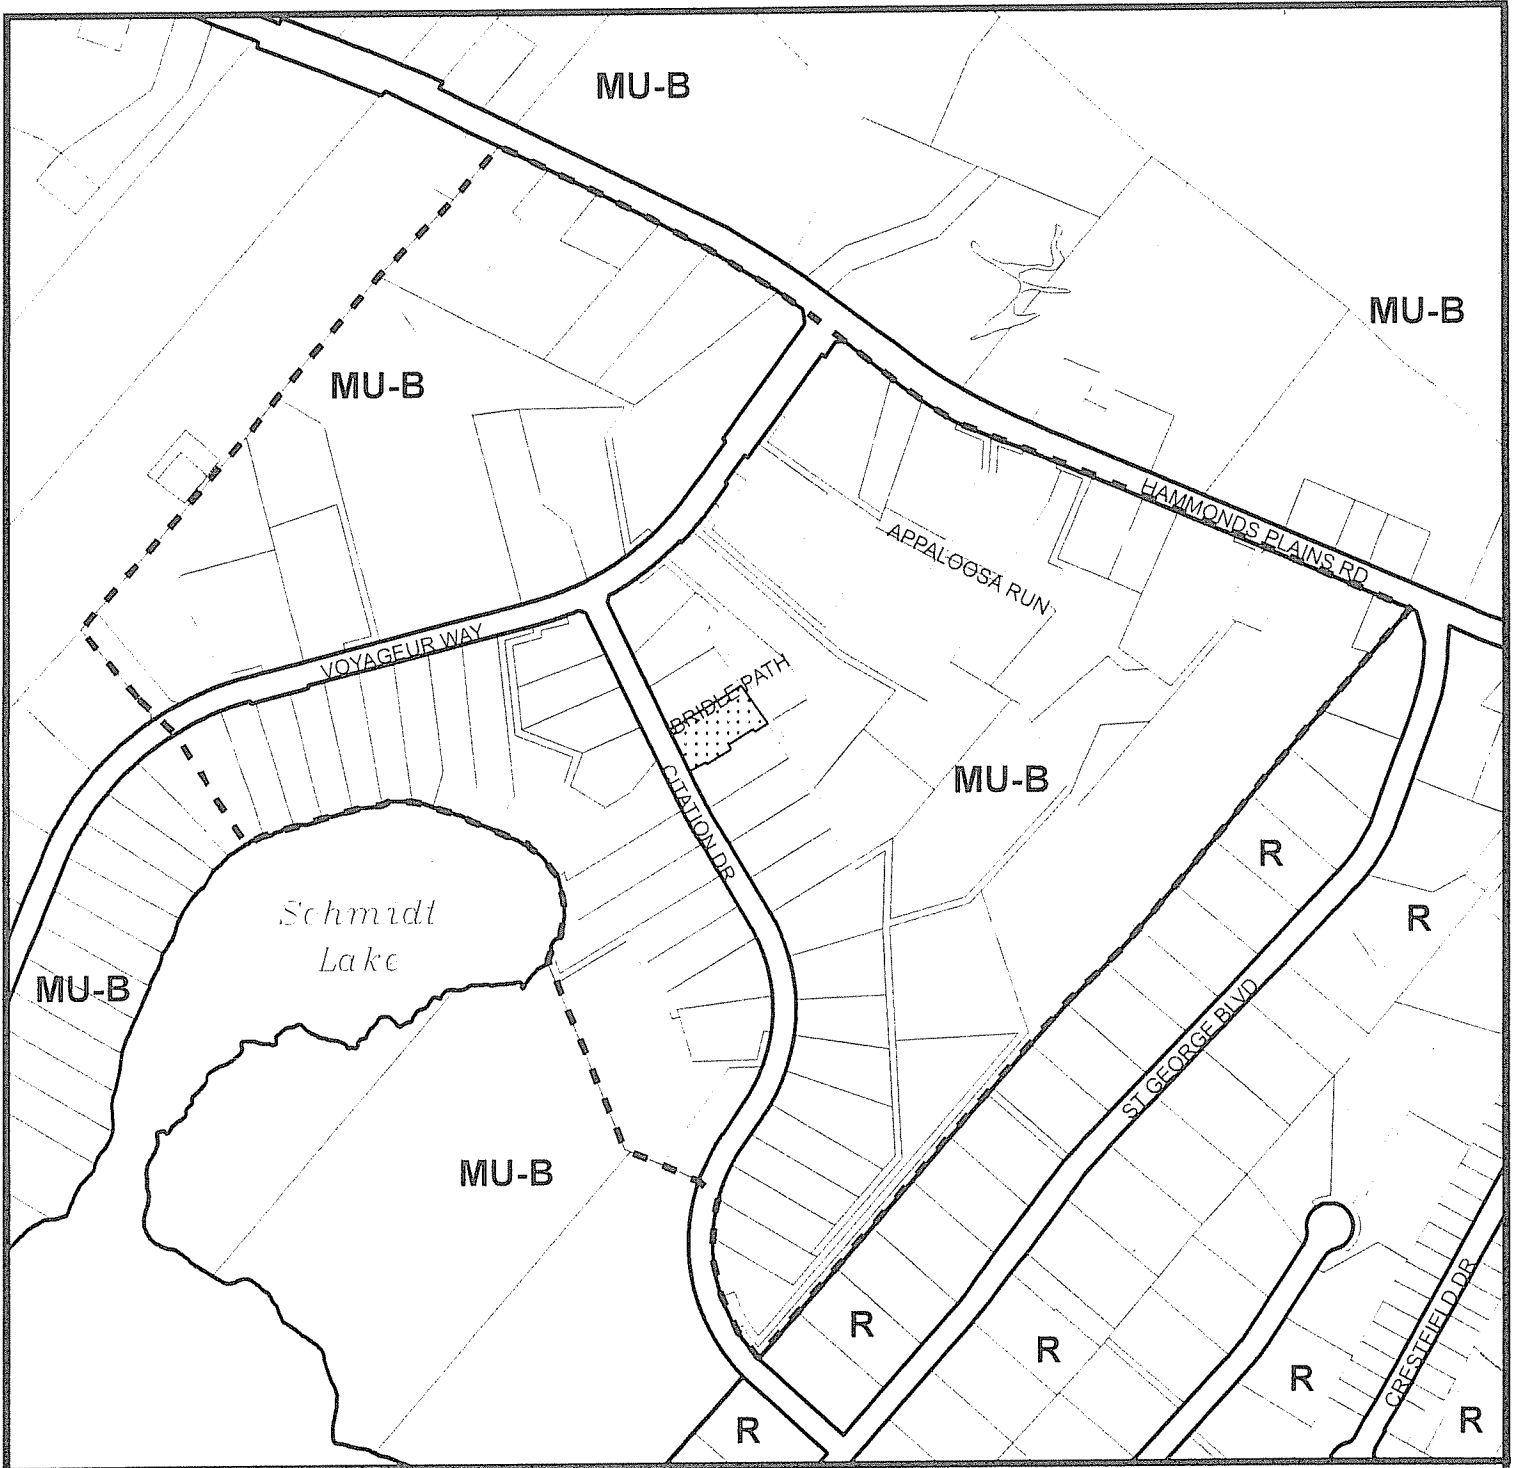 MU-B
MU-B
MU-B
HAMMONDS PLAINS RD
APPALOOSA RUN
VOYAGEUR WAY
BRIDLE PATH
MU-B
CITATION DR
R
R
Schmidt
Lake
MU-B
ST GEORGE BLVD
MU-B
CRESTFIELD DR
R
R
R
R
R